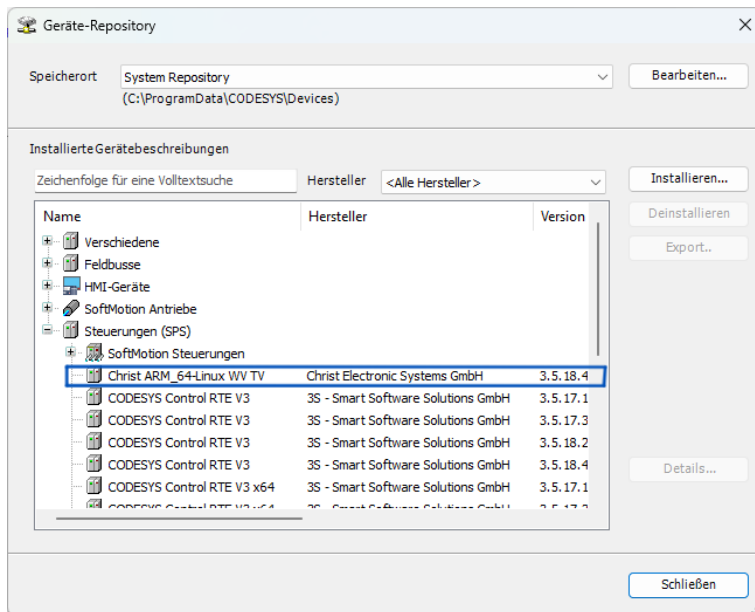 Geräte-Repository
Speicherort System Repository Bearbeiten...
(C:\ProgramData\CODESYS\Devices)
Installierte Gerätebeschreibungen
Zeichenfolge für eine Volltextsuche Hersteller <Alle Hersteller> Installieren...
Name Hersteller Version Deinstallieren
Verschiedene Export..
Feldbusse
HMI-Geräte
SoftMotion Antriebe
Steuerungen (SPS)
SoftMotion Steuerungen
Christ ARM_64-Linux WV TV Christ Electronic Systems GmbH 3.5.18.4
CODESYS Control RTE V3 3S - Smart Software Solutions GmbH 3.5.17.1
CODESYS Control RTE V3 3S - Smart Software Solutions GmbH 3.5.17.3
CODESYS Control RTE V3 3S - Smart Software Solutions GmbH 3.5.18.2
CODESYS Control RTE V3 3S - Smart Software Solutions GmbH 3.5.18.4
Details...
CODESYS Control RTE V3 x64 3S - Smart Software Solutions GmbH 3.5.17.1
Schließen